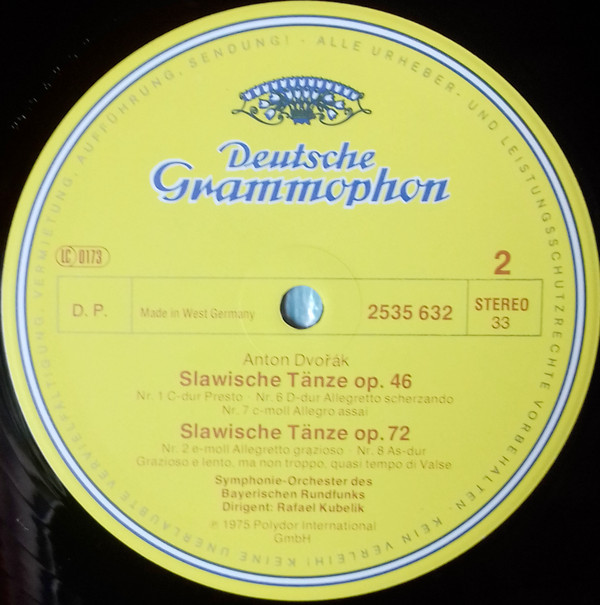 Deutsche
Grammophon
LC 0173
2
D. P.
Made in West Germany
2535 632
STEREO
33
Anton Dvořák
Slawische Tänze op. 46
Nr. 1 C-dur Presto · Nr. 6 D-dur Allegretto scherzando
Nr. 7 c-moll Allegro assai
Slawische Tänze op. 72
Nr. 2 e-moll Allegretto grazioso · Nr. 8 As-dur
Grazioso e lento, ma non troppo, quasi tempo di Valse
Symphonie-Orchester des
Bayerischen Rundfunks
Dirigent: Rafael Kubelik
℗ 1975 Polydor International
GmbH
ALLE URHEBER- UND LEISTUNGSSCHUTZRECHTE VORBEHALTEN · KEIN VERLEIH! KEINE UNERLAUBTE VERVIELFÄLTIGUNG, VERMIETUNG, AUFFÜHRUNG, SENDUNG! ·